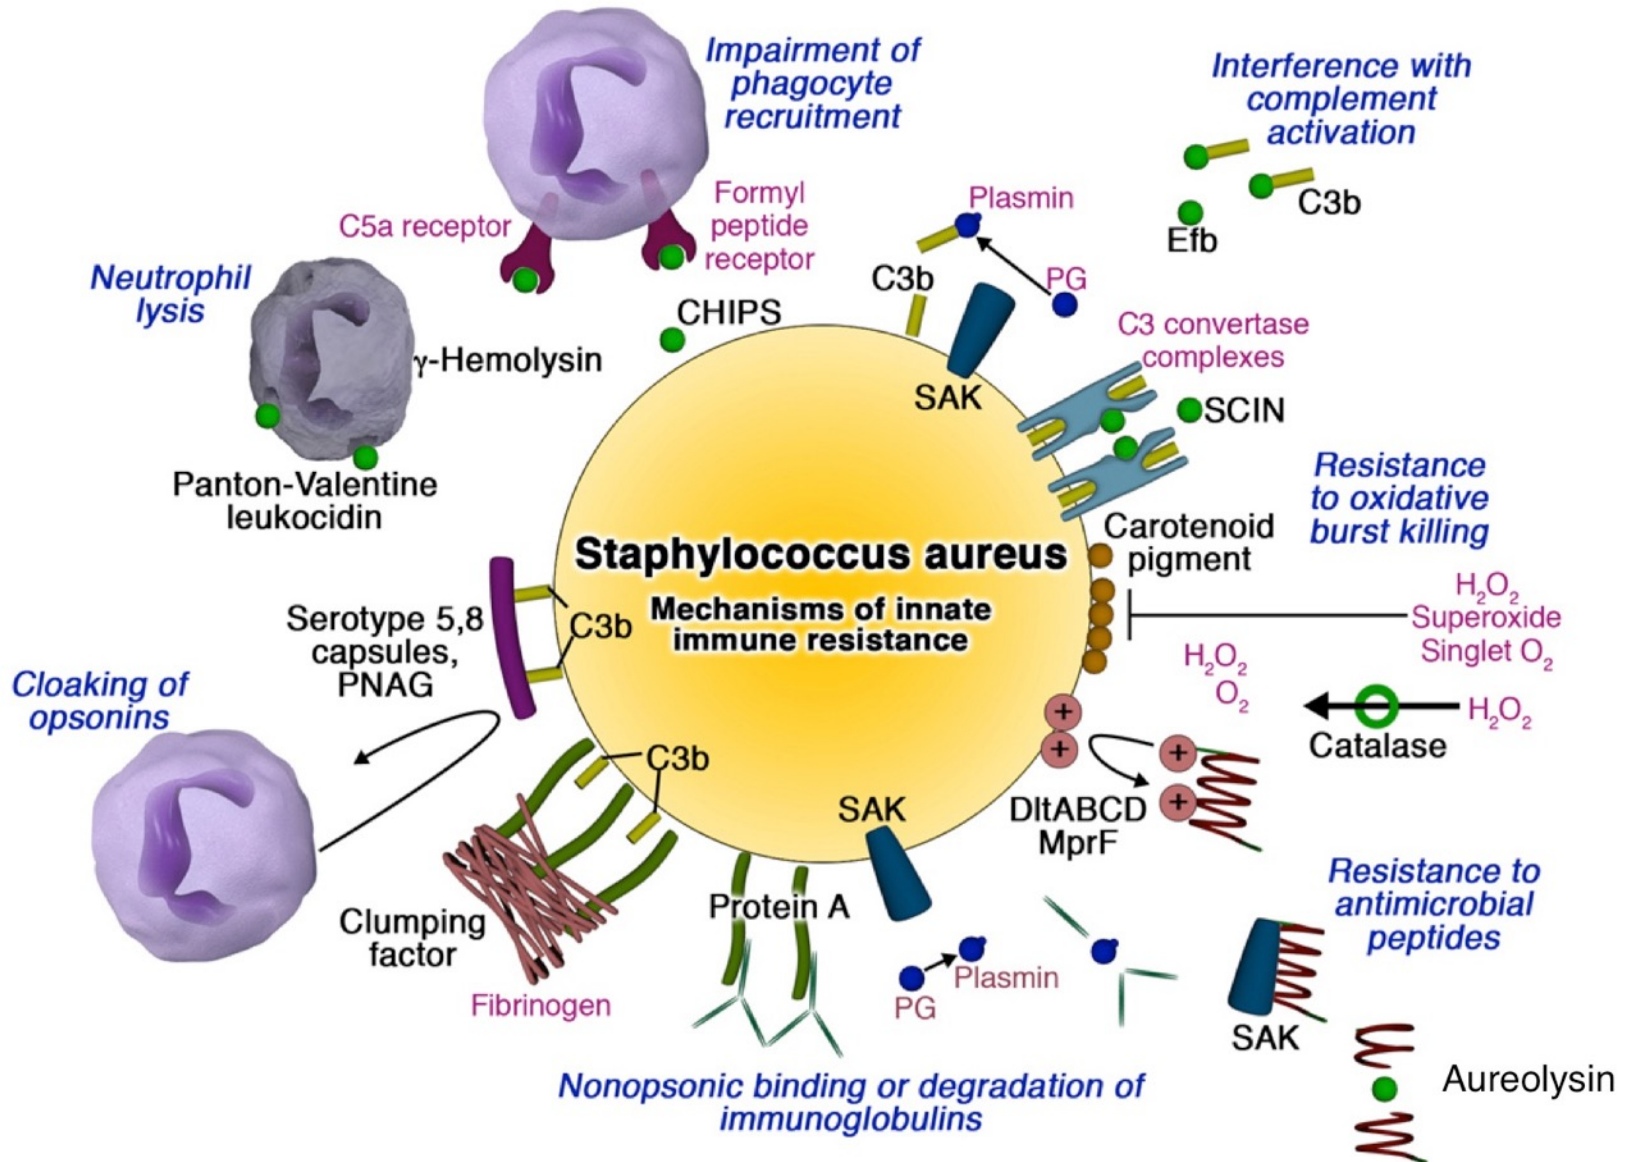 Impairment of
phagocyte
recruitment
Interference with
complement
activation
C5a receptor
Formyl
peptide
receptor
Plasmin
C3b
PG
C3b
Efb
Neutrophil
lysis
CHIPS
γ-Hemolysin
SAK
C3 convertase
complexes
SCIN
Panton-Valentine
leukocidin
Resistance
to oxidative
burst killing
Carotenoid
pigment
Staphylococcus aureus
Mechanisms of innate
immune resistance
Serotype 5,8
capsules,
PNAG
C3b
H₂O₂
Superoxide
Singlet O₂
H₂O₂
O₂
H₂O₂
Catalase
Cloaking of
opsonins
C3b
+
+
+
+
DltABCD
MprF
SAK
Clumping
factor
Fibrinogen
Protein A
PG
Plasmin
Resistance to
antimicrobial
peptides
SAK
Aureolysin
Nonopsonic binding or degradation of
immunoglobulins